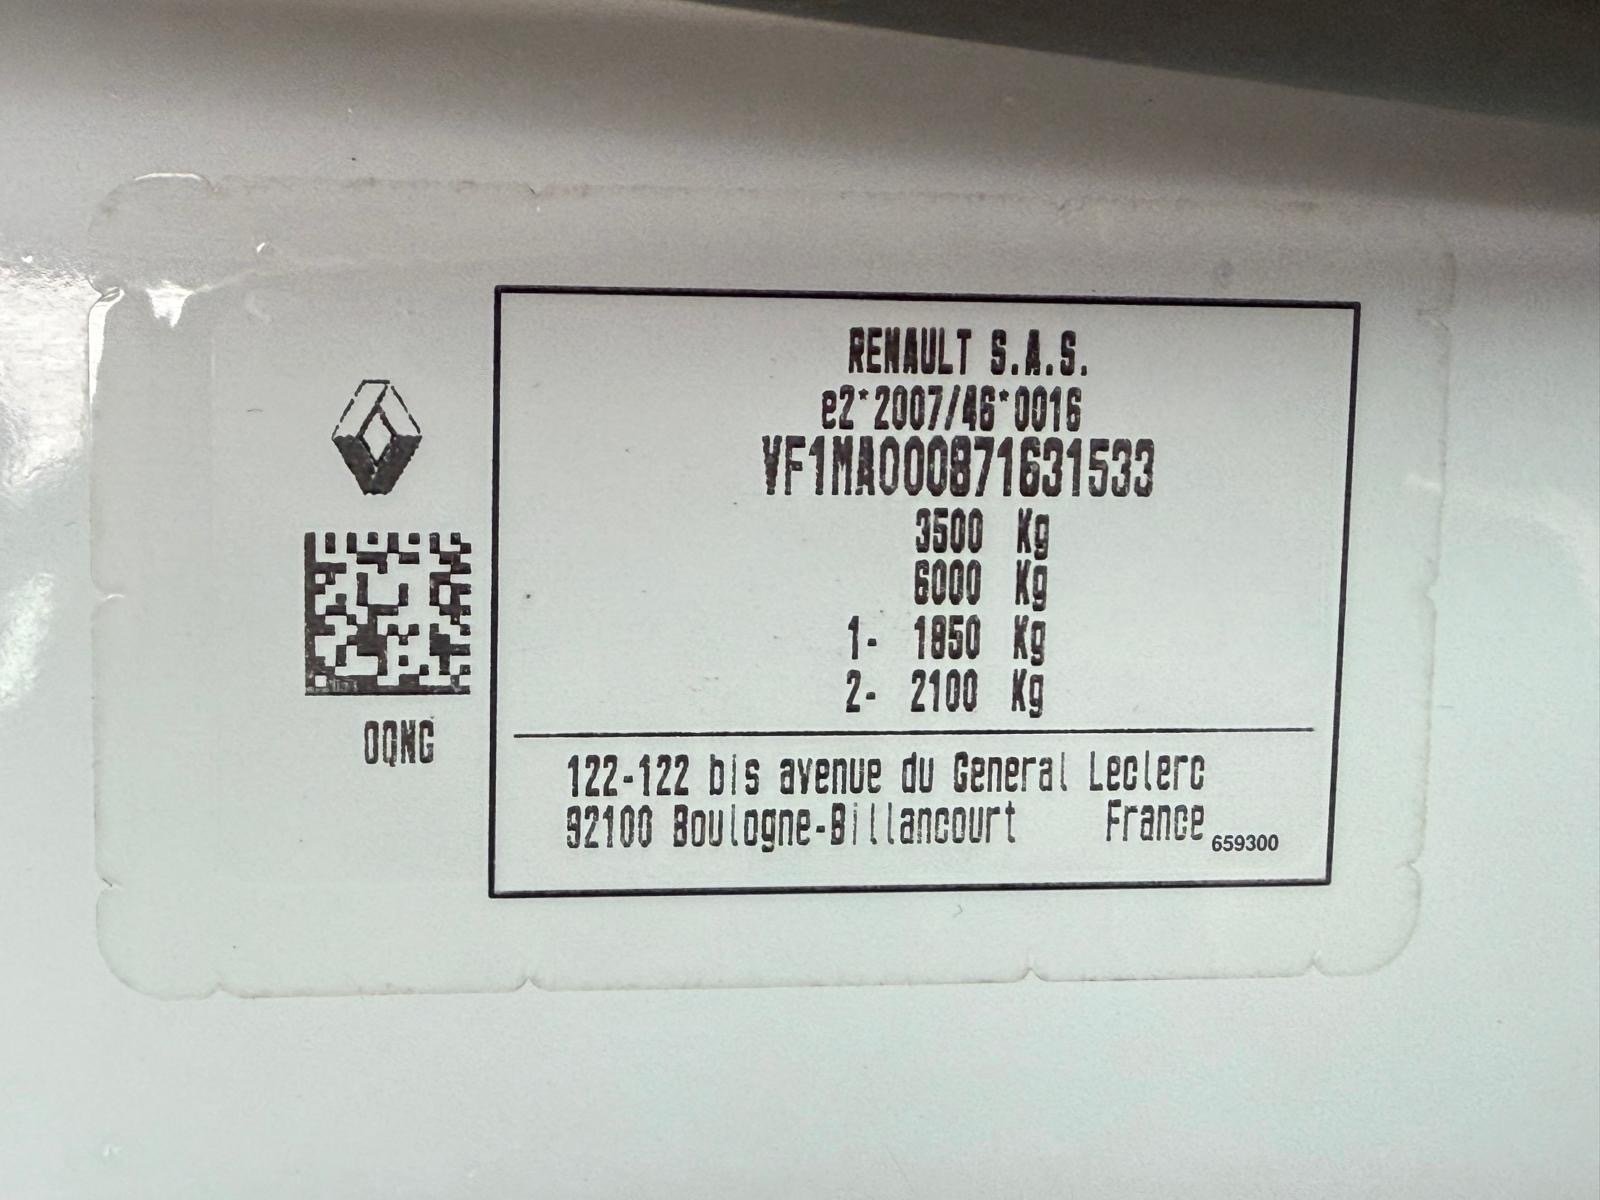 RENAULT S.A.S.
e2*2007/46*0016
VF1MA000871631533
3500 Kg
6000 Kg
1- 1850 Kg
2- 2100 Kg
0QNG
122-122 bis avenue du General Leclerc
92100 Boulogne-Billancourt France 659300